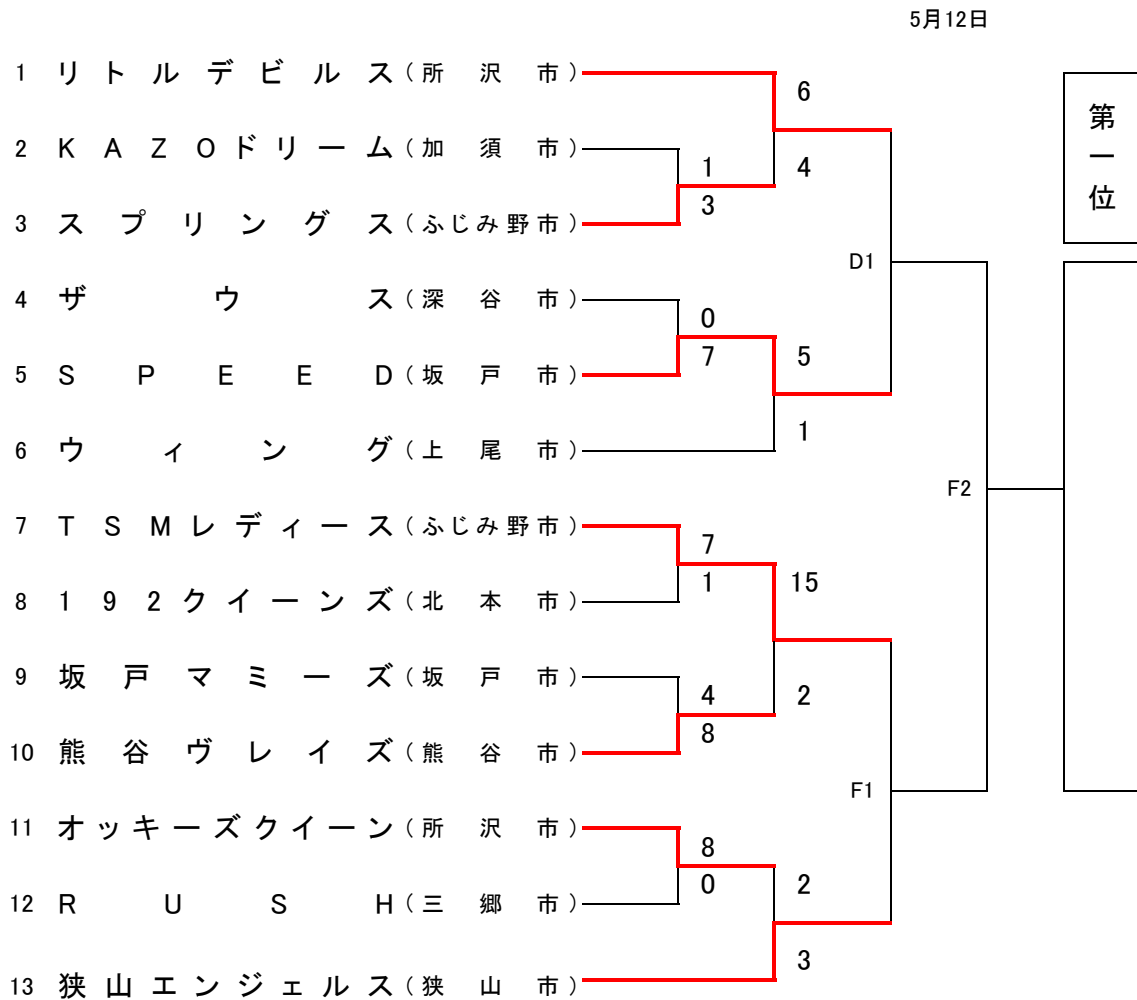 5月12日
1 リトルデビルス(所沢市)
6
第一位
2 KAZOドリーム(加須市)
1
4
3
3 スプリングス(ふじみ野市)
D1
4 ザウス(深谷市)
0
7
5
5 SPEED(坂戸市)
1
6 ウィング(上尾市)
F2
7 TSMレディース(ふじみ野市)
7
1
15
8 192クイーンズ(北本市)
9 坂戸マミーズ(坂戸市)
4
2
8
10 熊谷ヴレイズ(熊谷市)
F1
11 オッキーズクイーン(所沢市)
8
0
2
12 RUSH(三郷市)
3
13 狭山エンジェルス(狭山市)